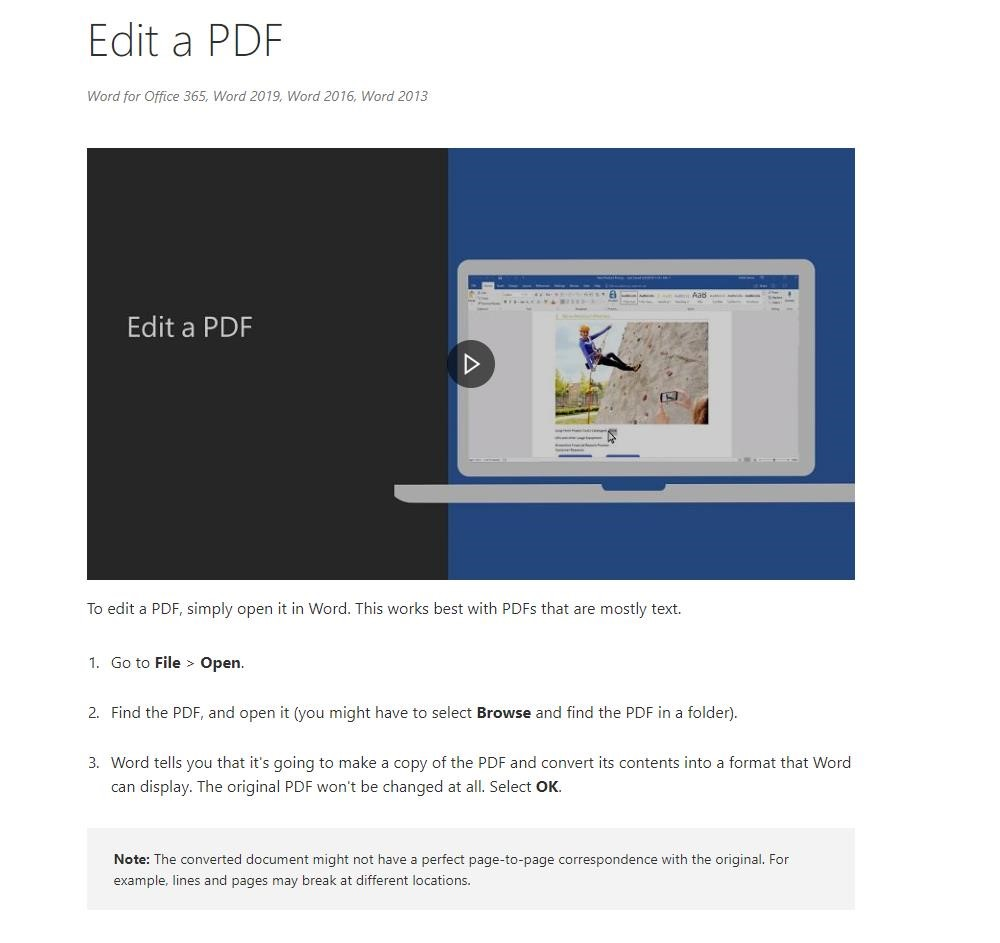 Edit a PDF
Word for Office 365, Word 2019, Word 2016, Word 2013
Edit a PDF
AaB
To edit a PDF, simply open it in Word. This works best with PDFs that are mostly text.
1. Go to File > Open.
2. Find the PDF, and open it (you might have to select Browse and find the PDF in a folder).
3. Word tells you that it's going to make a copy of the PDF and convert its contents into a format that Word
can display. The original PDF won't be changed at all. Select OK.
Note: The converted document might not have a perfect page-to-page correspondence with the original. For
example, lines and pages may break at different locations.